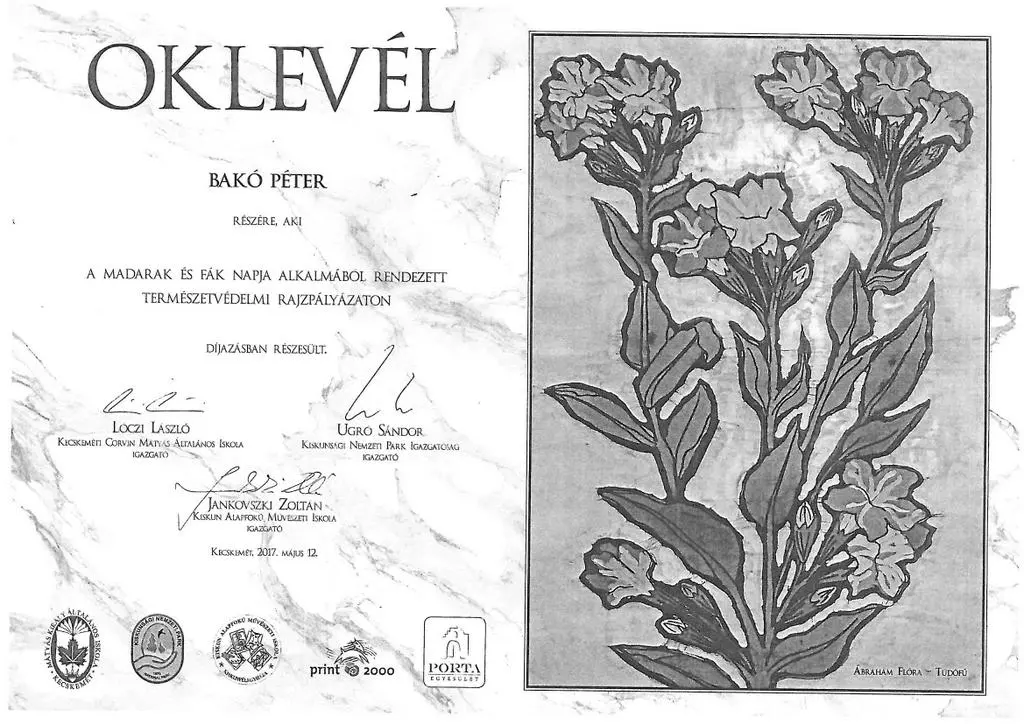 OKLEVÉL
BAKÓ PÉTER
RÉSZÉRE, AKI
A MADARAK ÉS FÁK NAPJA ALKALMÁBÓL RENDEZETT
TERMÉSZETVÉDELMI RAJZPÁLYÁZATON
DÍJAZÁSBAN RÉSZESÜLT.
LÓCZI LÁSZLÓ
KECSKEMÉTI CORVIN MÁTYÁS ÁLTALÁNOS ISKOLA
IGAZGATÓ
UGRÓ SÁNDOR
KISKUNSÁGI NEMZETI PARK IGAZGATÓSÁG
IGAZGATÓ
JANKOVSZKI ZOLTÁN
KISKUN ALAPFOKÚ MŰVÉSZETI ISKOLA
IGAZGATÓ
KECSKEMÉT, 2017. MÁJUS 12.
MÁTYÁS KIRÁLY ÁLTALÁNOS ISKOLA
KECSKEMÉT
KISKUNSÁGI NEMZETI PARK
KISKUN ALAPFOKÚ MŰVÉSZETI ISKOLA
print 2000
PORTA
EGYESÜLET
ÁBRAHÁM FLÓRA – TÜDŐFŰ